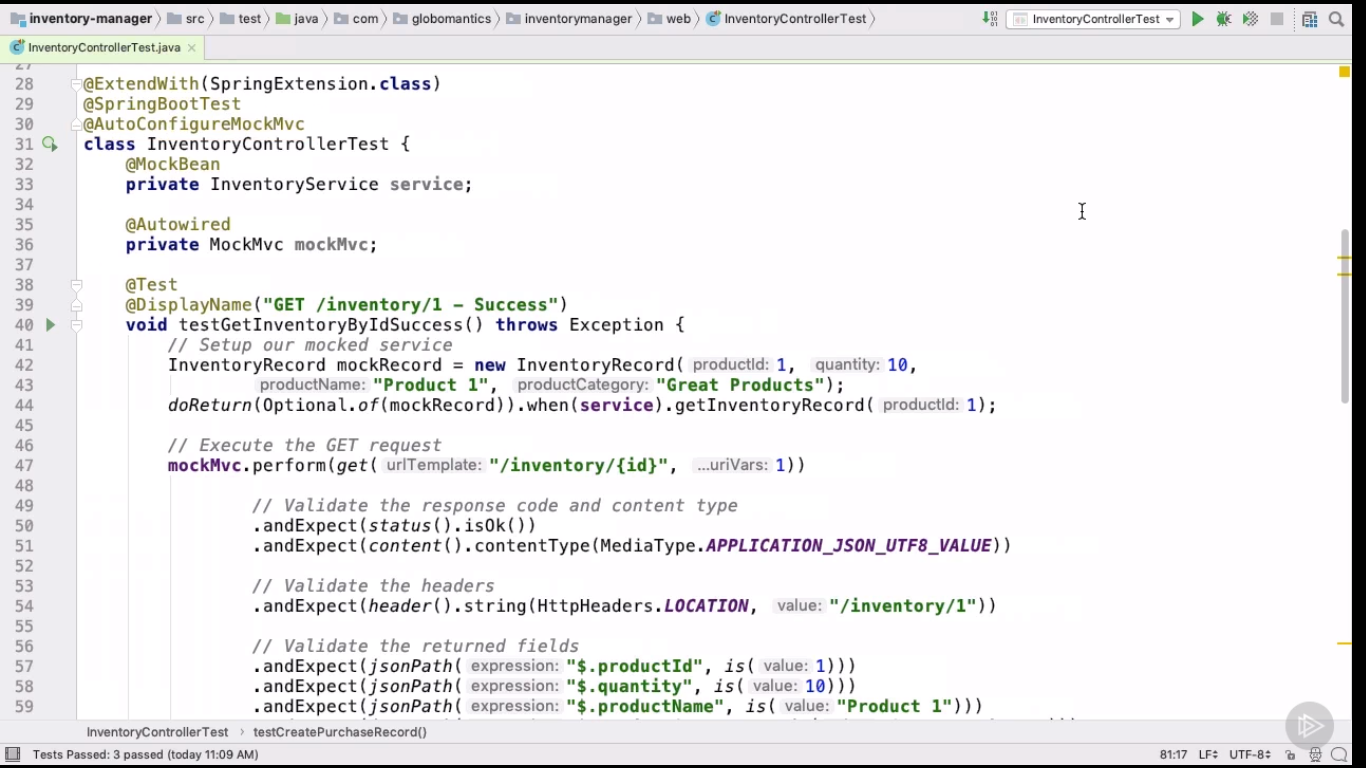 inventory-manager src test java com globomantics inventorymanager web InventoryControllerTest InventoryControllerTest
InventoryControllerTest.java
27
28 @ExtendWith(SpringExtension.class)
29 @SpringBootTest
30 @AutoConfigureMockMvc
31 class InventoryControllerTest {
32 @MockBean
33 private InventoryService service;
34
35 @Autowired
36 private MockMvc mockMvc;
37
38 @Test
39 @DisplayName("GET /inventory/1 - Success")
40 void testGetInventoryByIdSuccess() throws Exception {
41 // Setup our mocked service
42 InventoryRecord mockRecord = new InventoryRecord( productId: 1, quantity: 10,
43 productName: "Product 1", productCategory: "Great Products");
44 doReturn(Optional.of(mockRecord)).when(service).getInventoryRecord( productId: 1);
45
46 // Execute the GET request
47 mockMvc.perform(get( urlTemplate: "/inventory/{id}", ...uriVars: 1))
48
49 // Validate the response code and content type
50 .andExpect(status().isOk())
51 .andExpect(content().contentType(MediaType.APPLICATION_JSON_UTF8_VALUE))
52
53 // Validate the headers
54 .andExpect(header().string(HttpHeaders.LOCATION, value: "/inventory/1"))
55
56 // Validate the returned fields
57 .andExpect(jsonPath( expression: "$.productId", is( value: 1)))
58 .andExpect(jsonPath( expression: "$.quantity", is( value: 10)))
59 .andExpect(jsonPath( expression: "$.productName", is( value: "Product 1")))
InventoryControllerTest › testCreatePurchaseRecord()
Tests Passed: 3 passed (today 11:09 AM) 81:17 LF UTF-8